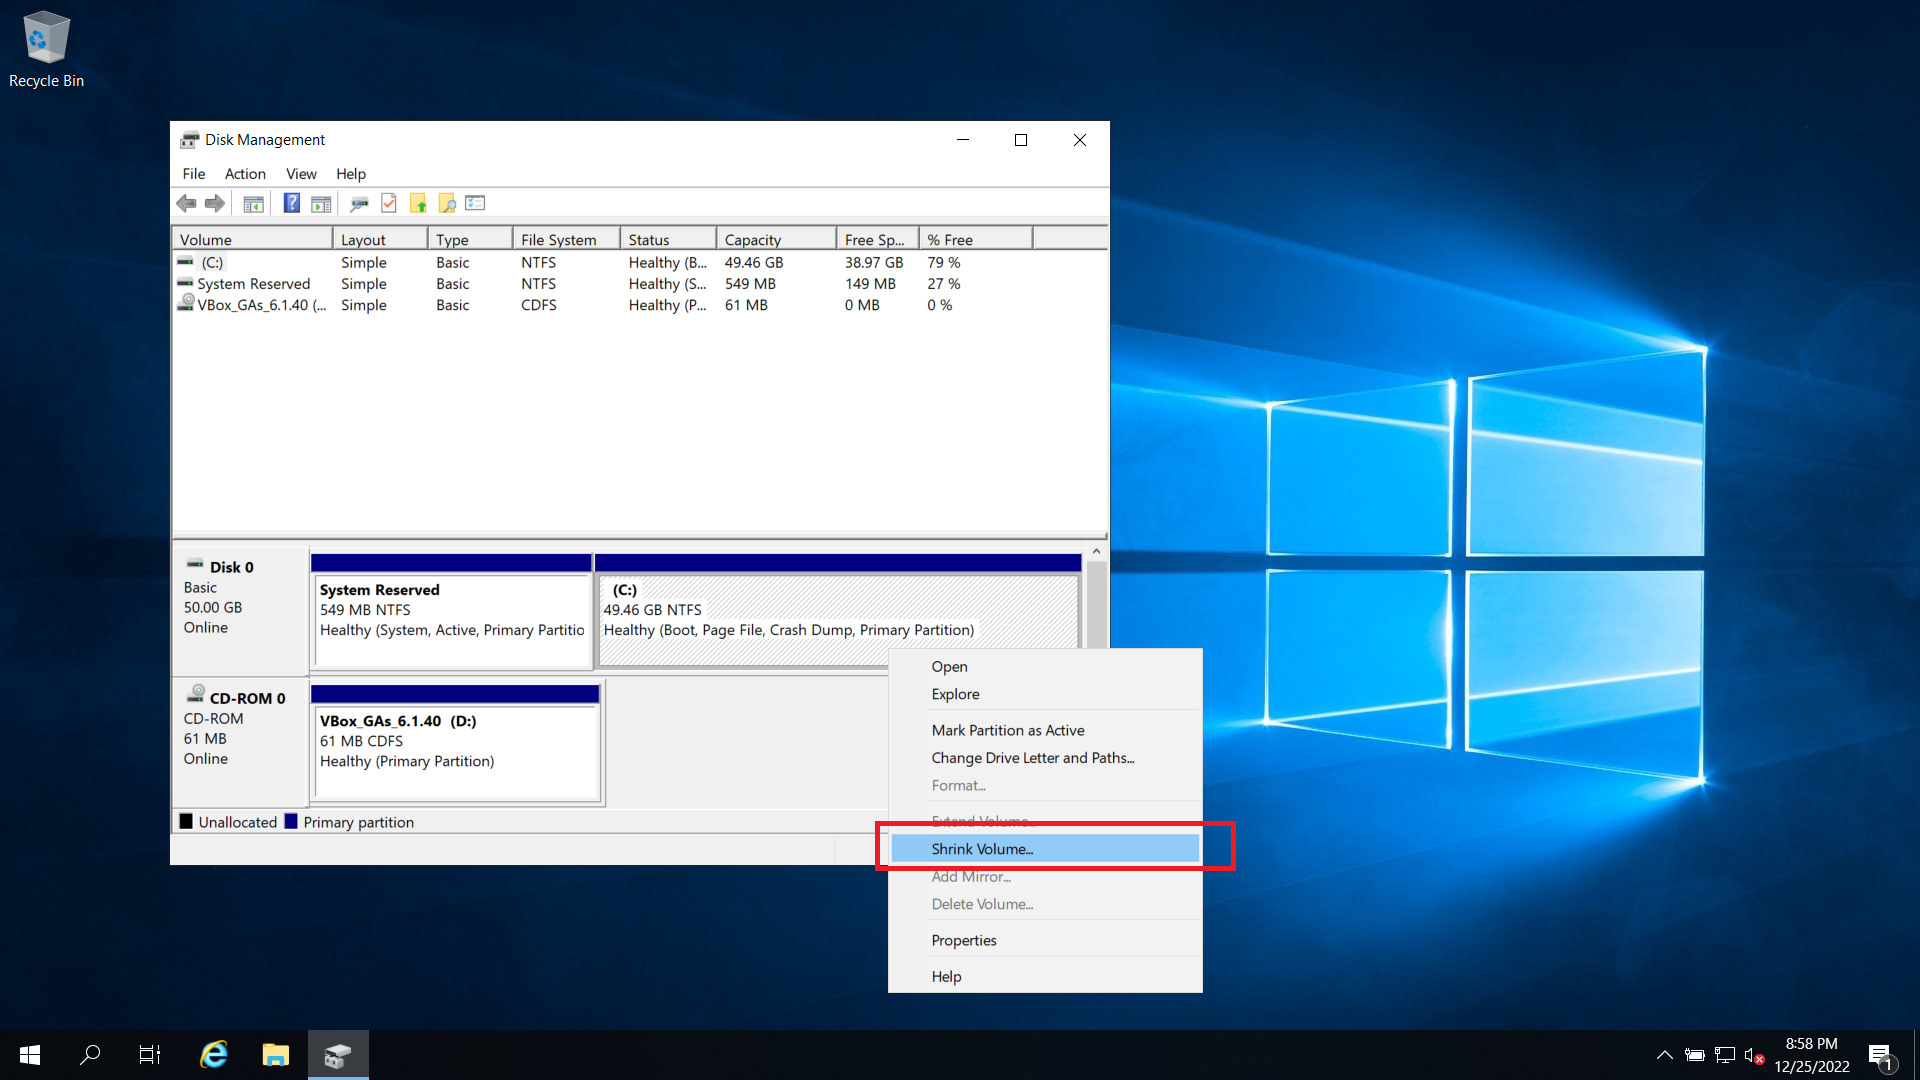 Recycle Bin
Disk Management
File Action View Help
Volume Layout Type File System Status Capacity Free Sp... % Free
(C:) Simple Basic NTFS Healthy (B... 49.46 GB 38.97 GB 79 %
System Reserved Simple Basic NTFS Healthy (S... 549 MB 149 MB 27 %
VBox_GAs_6.1.40 (... Simple Basic CDFS Healthy (P... 61 MB 0 MB 0 %
Disk 0
Basic
50.00 GB
Online
System Reserved
549 MB NTFS
Healthy (System, Active, Primary Partitio
(C:)
49.46 GB NTFS
Healthy (Boot, Page File, Crash Dump, Primary Partition)
CD-ROM 0
CD-ROM
61 MB
Online
VBox_GAs_6.1.40 (D:)
61 MB CDFS
Healthy (Primary Partition)
Unallocated Primary partition
Open
Explore
Mark Partition as Active
Change Drive Letter and Paths...
Format...
Extend Volume...
Shrink Volume...
Add Mirror...
Delete Volume...
Properties
Help
8:58 PM
12/25/2022
1